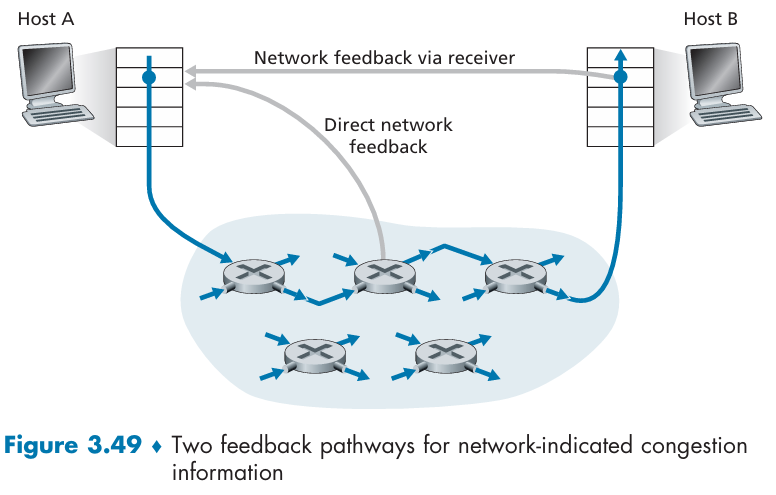 Host A
Host B
Network feedback via receiver
Direct network
feedback
Figure 3.49 ♦ Two feedback pathways for network-indicated congestion
information